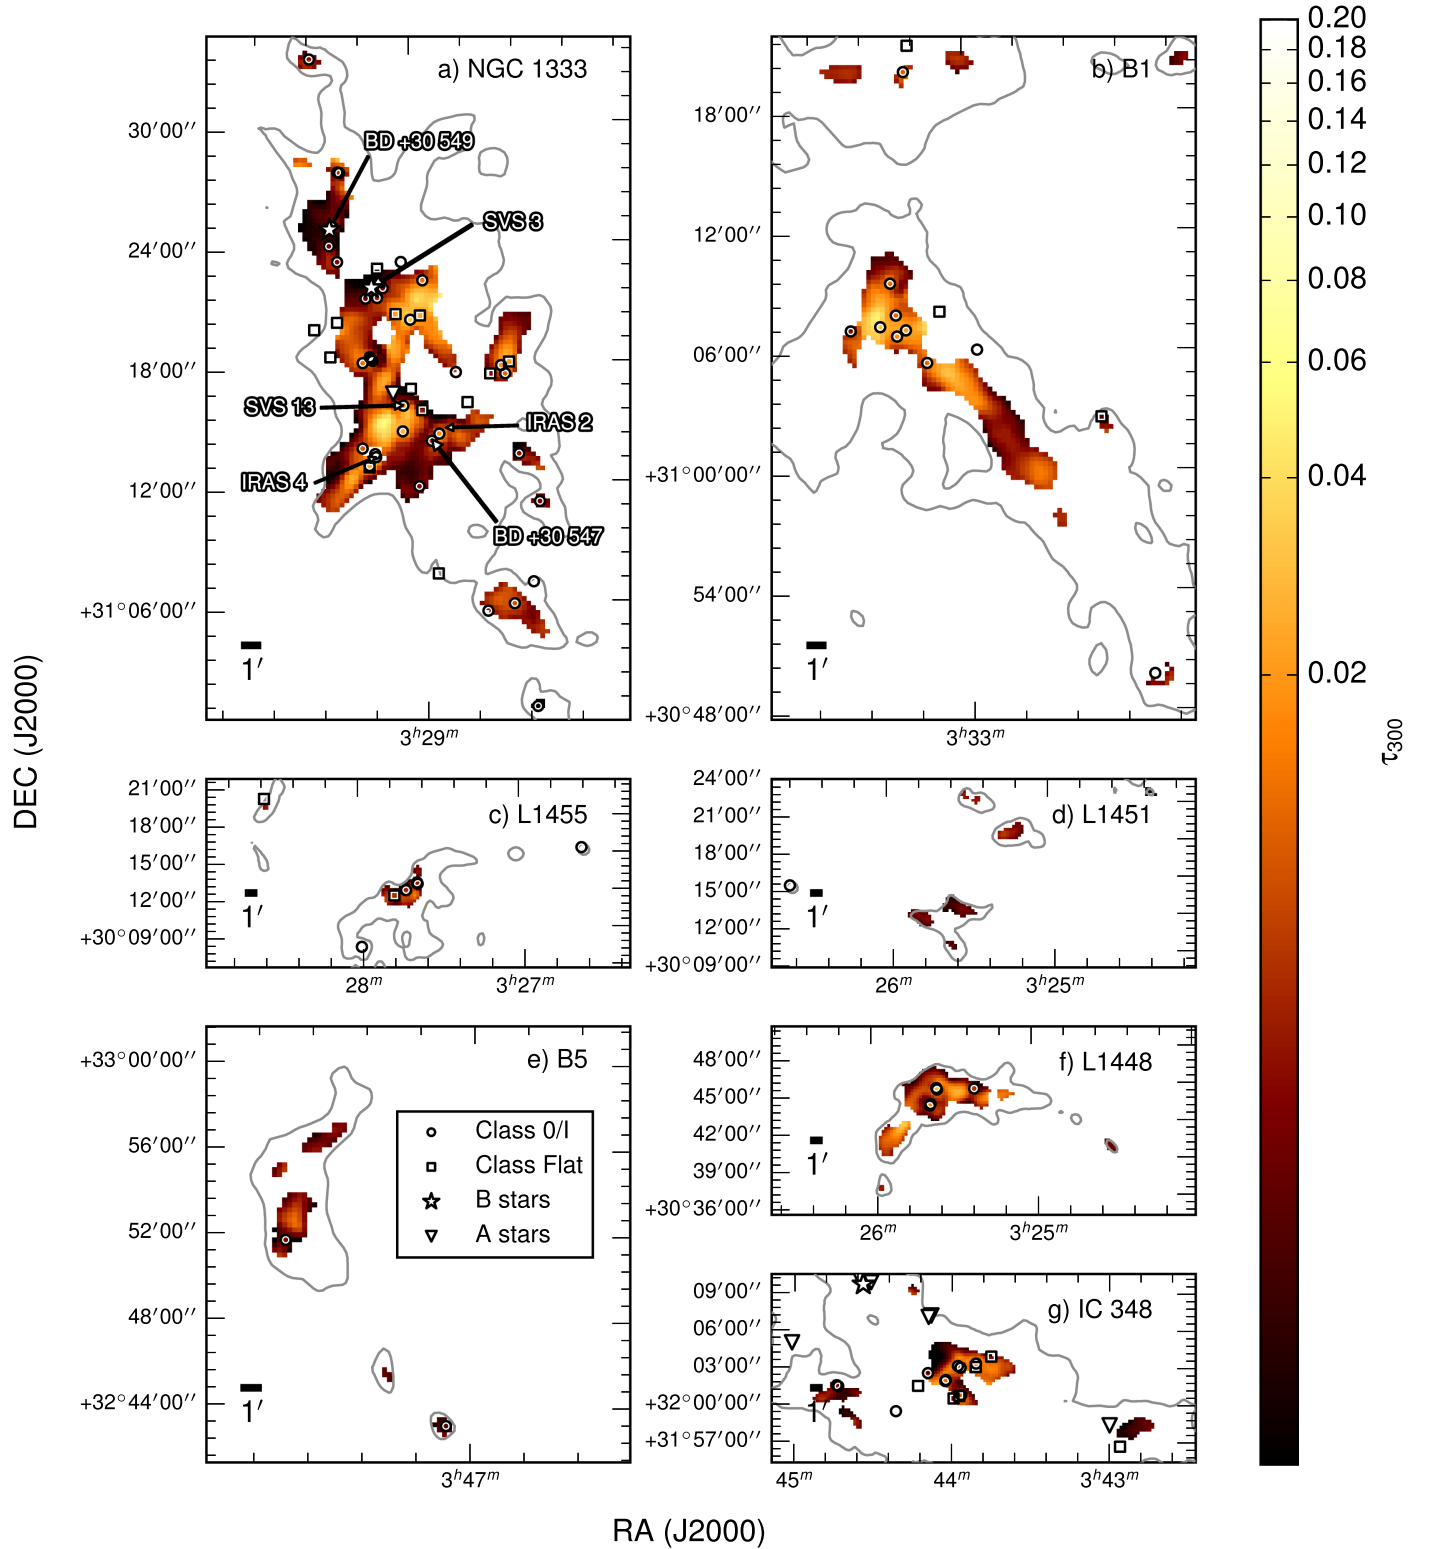 a) NGC 1333
BD +30 549
SVS 3
SVS 13
IRAS 2
IRAS 4
BD +30 547
30′00′′
24′00′′
18′00′′
12′00′′
+31°06′00′′
1′
3ʰ29ᵐ
b) B1
18′00′′
12′00′′
06′00′′
+31°00′00′′
54′00′′
+30°48′00′′
1′
3ʰ33ᵐ
0.20
0.18
0.16
0.14
0.12
0.10
0.08
0.06
0.04
0.02
τ₃₀₀
DEC (J2000)
c) L1455
21′00′′
18′00′′
15′00′′
12′00′′
+30°09′00′′
1′
28ᵐ
3ʰ27ᵐ
d) L1451
24′00′′
21′00′′
18′00′′
15′00′′
12′00′′
+30°09′00′′
1′
26ᵐ
3ʰ25ᵐ
e) B5
+33°00′00′′
56′00′′
52′00′′
48′00′′
+32°44′00′′
1′
3ʰ47ᵐ
Class 0/I
Class Flat
B stars
A stars
f) L1448
48′00′′
45′00′′
42′00′′
39′00′′
+30°36′00′′
1′
26ᵐ
3ʰ25ᵐ
g) IC 348
09′00′′
06′00′′
03′00′′
+32°00′00′′
+31°57′00′′
1′
45ᵐ
44ᵐ
3ʰ43ᵐ
RA (J2000)